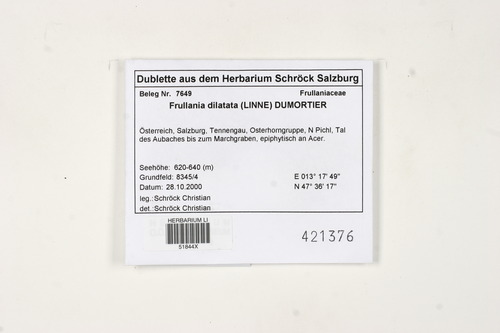 Dublette aus dem Herbarium Schröck Salzburg
Beleg Nr. 7649 Frullaniaceae
Frullania dilatata (LINNE) DUMORTIER
Österreich, Salzburg, Tennengau, Osterhorngruppe, N Pichl, Tal
des Aubaches bis zum Marchgraben, epiphytisch an Acer.
Seehöhe: 620-640 (m)
Grundfeld: 8345/4 E 013° 17' 49"
Datum: 28.10.2000 N 47° 36' 17"
leg.:Schröck Christian
det.:Schröck Christian
HERBARIUM LI
51844X
421376